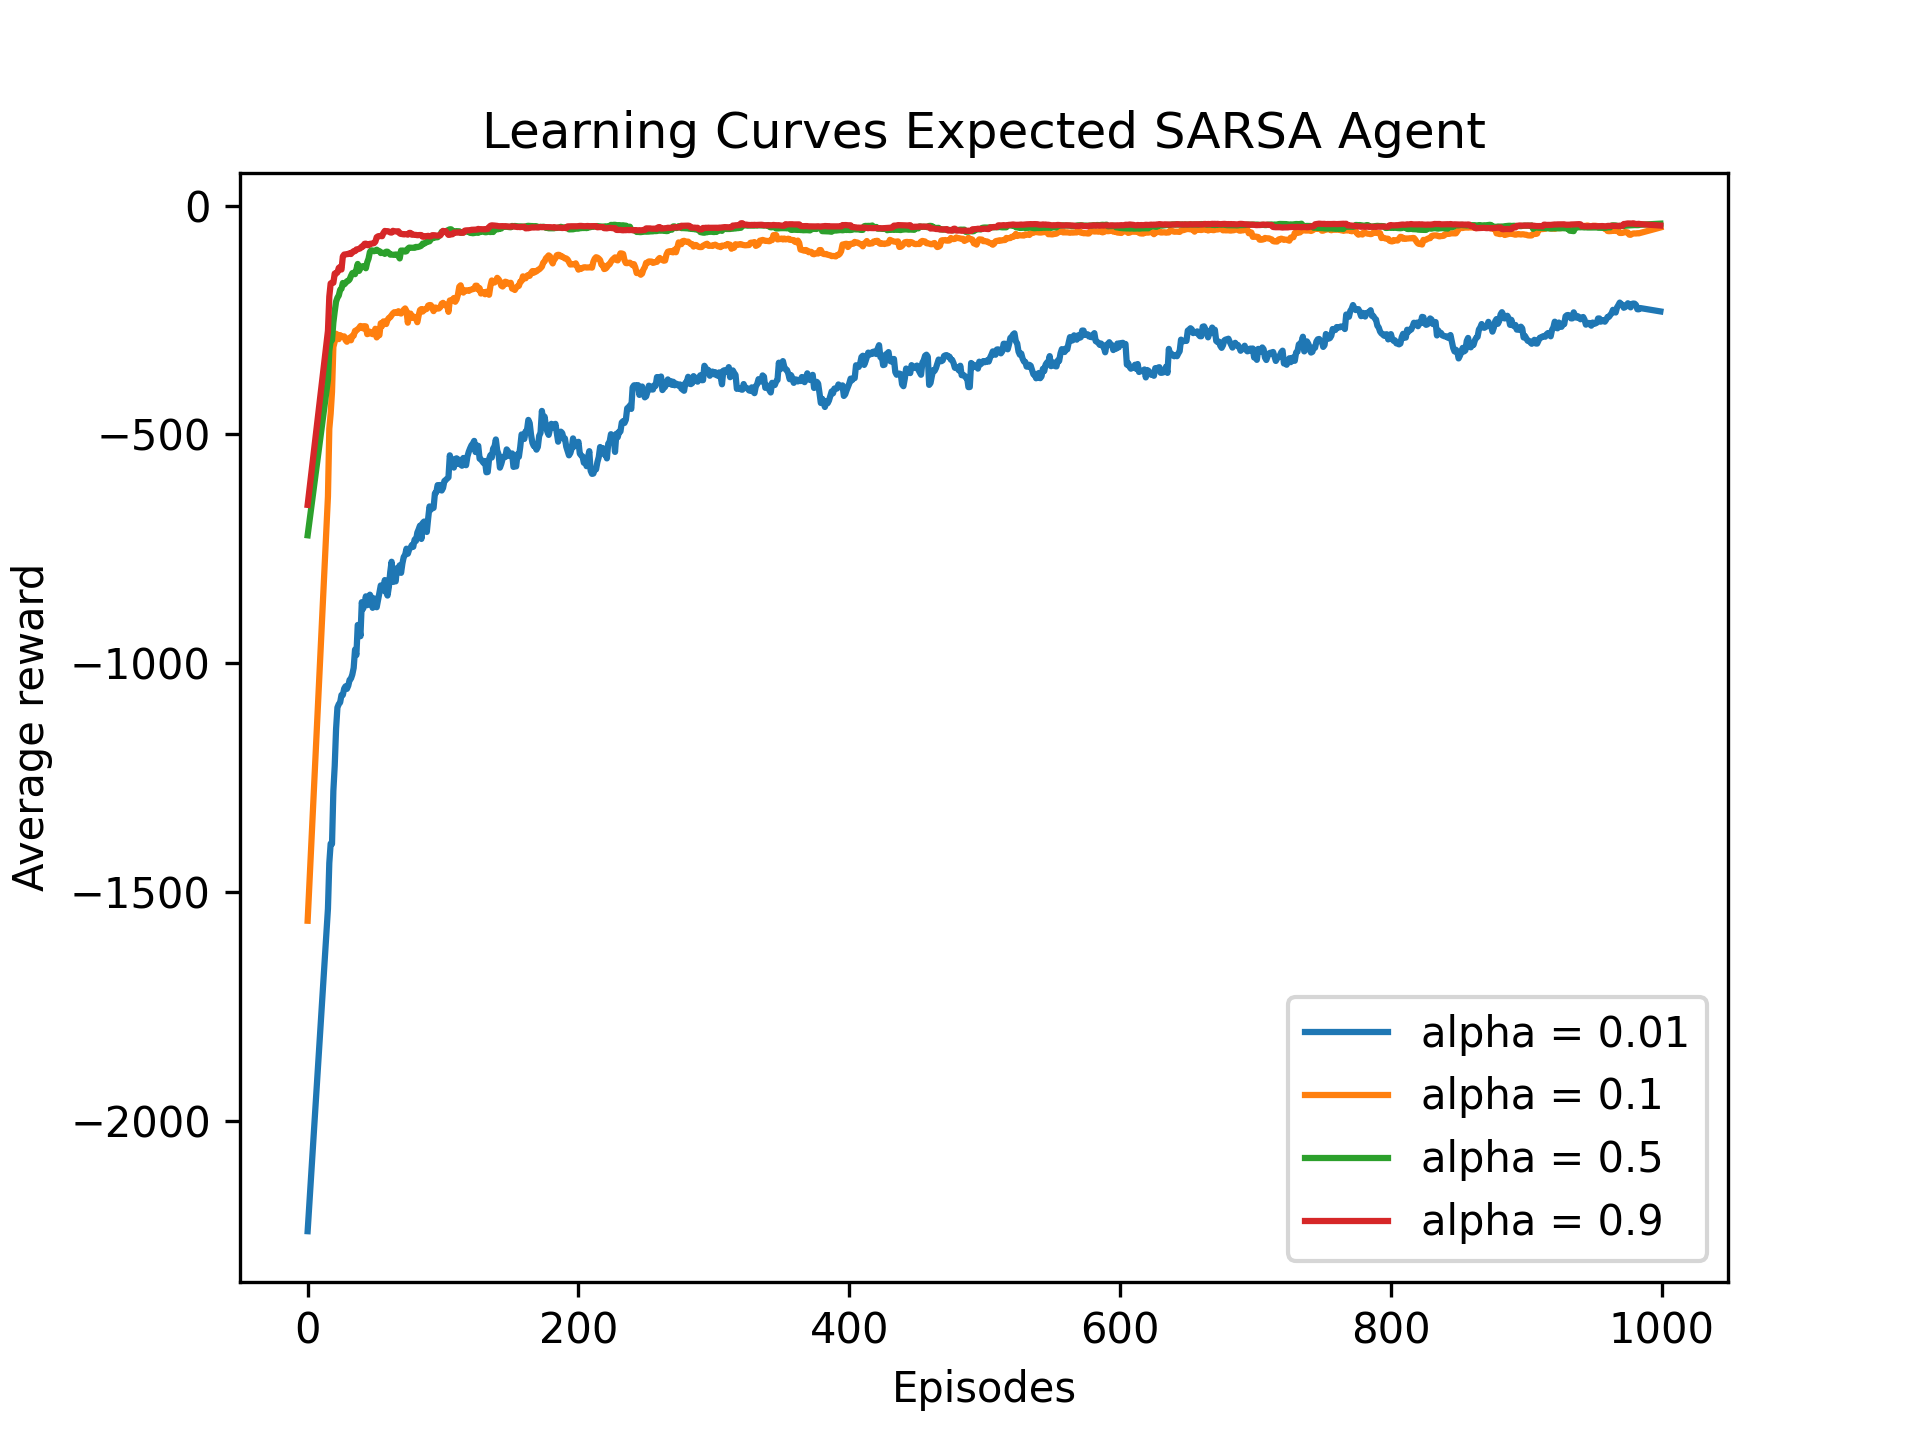 Learning Curves Expected SARSA Agent
0
−500
−1000
−1500
−2000
Average reward
alpha = 0.01
alpha = 0.1
alpha = 0.5
alpha = 0.9
0 200 400 600 800 1000
Episodes